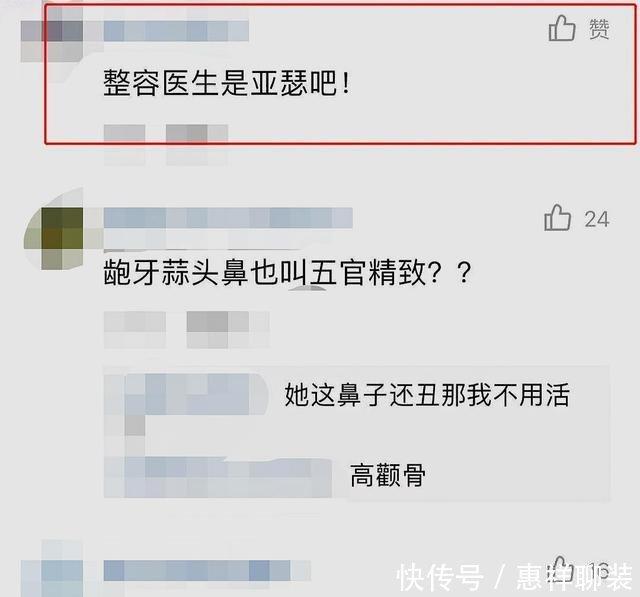 赞
整容医生是亚瑟吧!
24
龅牙蒜头鼻也叫五官精致??
她这鼻子还丑那我不用活
高颧骨
16
快传号/惠祥聊装